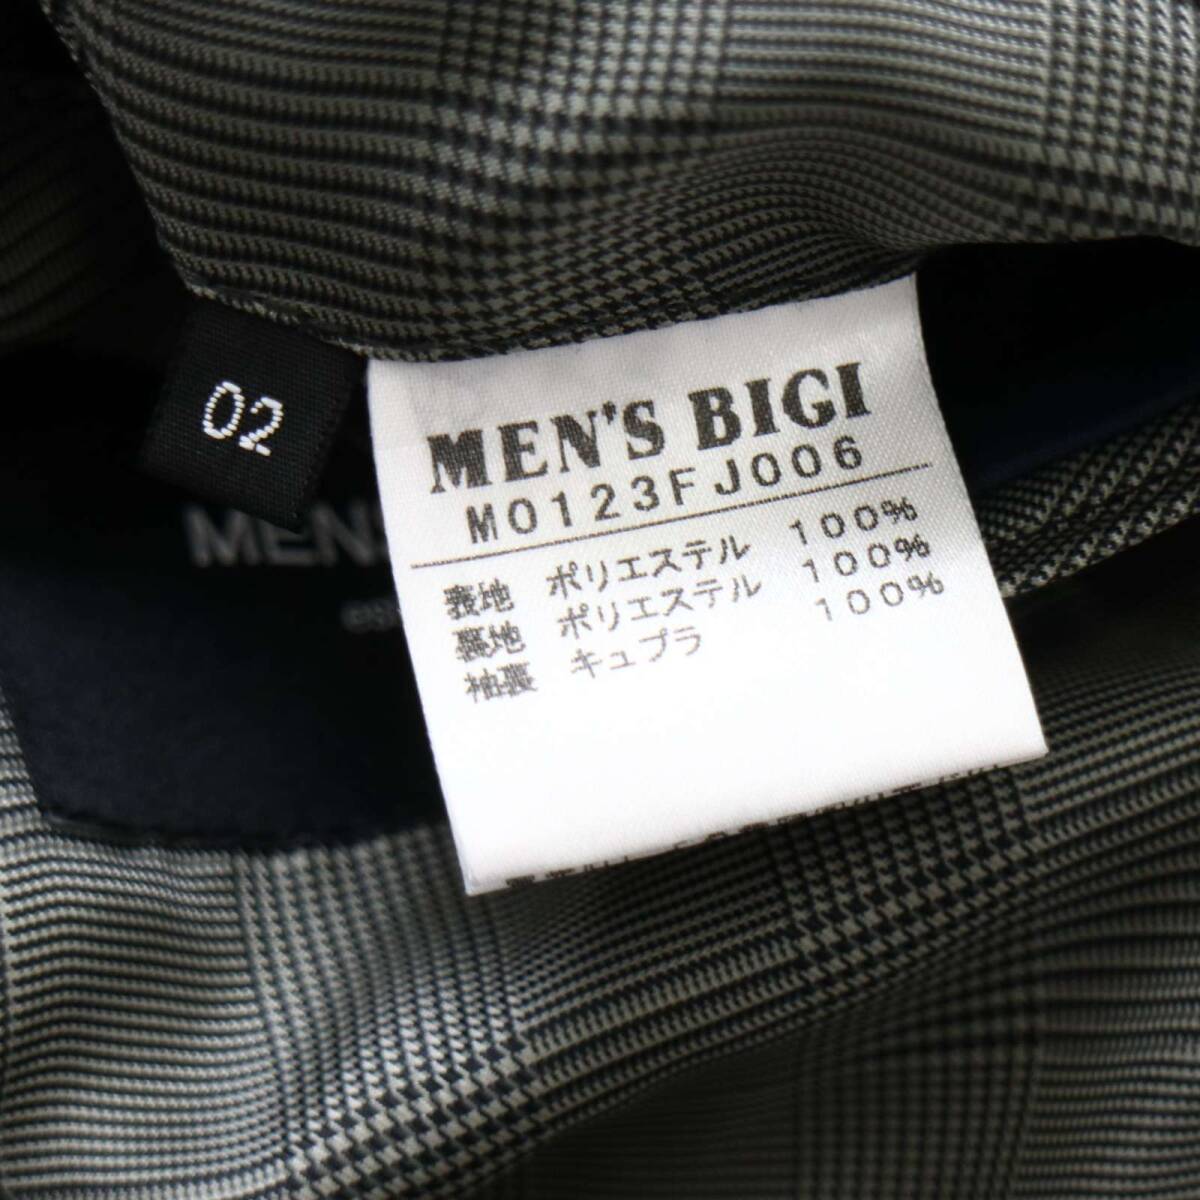 02
MEN'S BIGI
M0123FJ006
表地 ポリエステル 100%
裏地 ポリエステル 100%
袖裏 キュプラ 100%
MEN'S